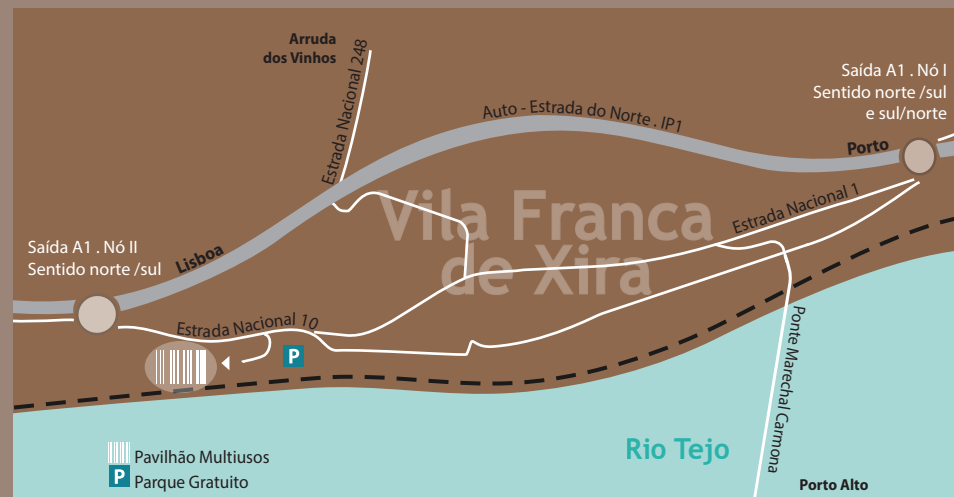 Arruda
dos Vinhos
Estrada Nacional 248
Saída A1 . Nó I
Sentido norte /sul
e sul/norte
Auto - Estrada do Norte . IP1
Porto
Estrada Nacional 1
Vila Franca
de Xira
Saída A1 . Nó II
Sentido norte /sul
Lisboa
Estrada Nacional 10
P
Ponte Marechal Carmona
Rio Tejo
Pavilhão Multiusos
P Parque Gratuito
Porto Alto